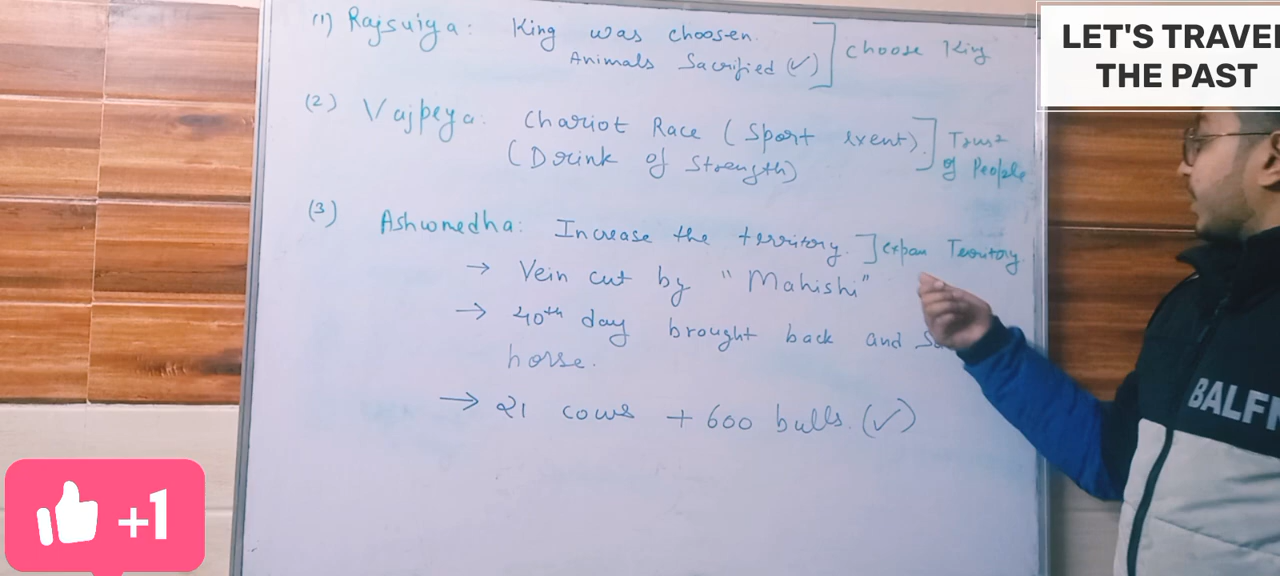 (1) Rajsuiya: King was choosen.
Animals Sacrified (✓) ] Choose King
(2) Vajpeya: Chariot Race (Sport event).
(Drink of Strength) ] Trust of People
(3) Ashwmedha: Increase the territory. ] expan Territory
→ Vein cut by "Mahishi"
→ 40th day brought back and
horse.
→ 21 cows + 600 bulls. (✓)
LET'S TRAVEL
THE PAST
BALF
+1